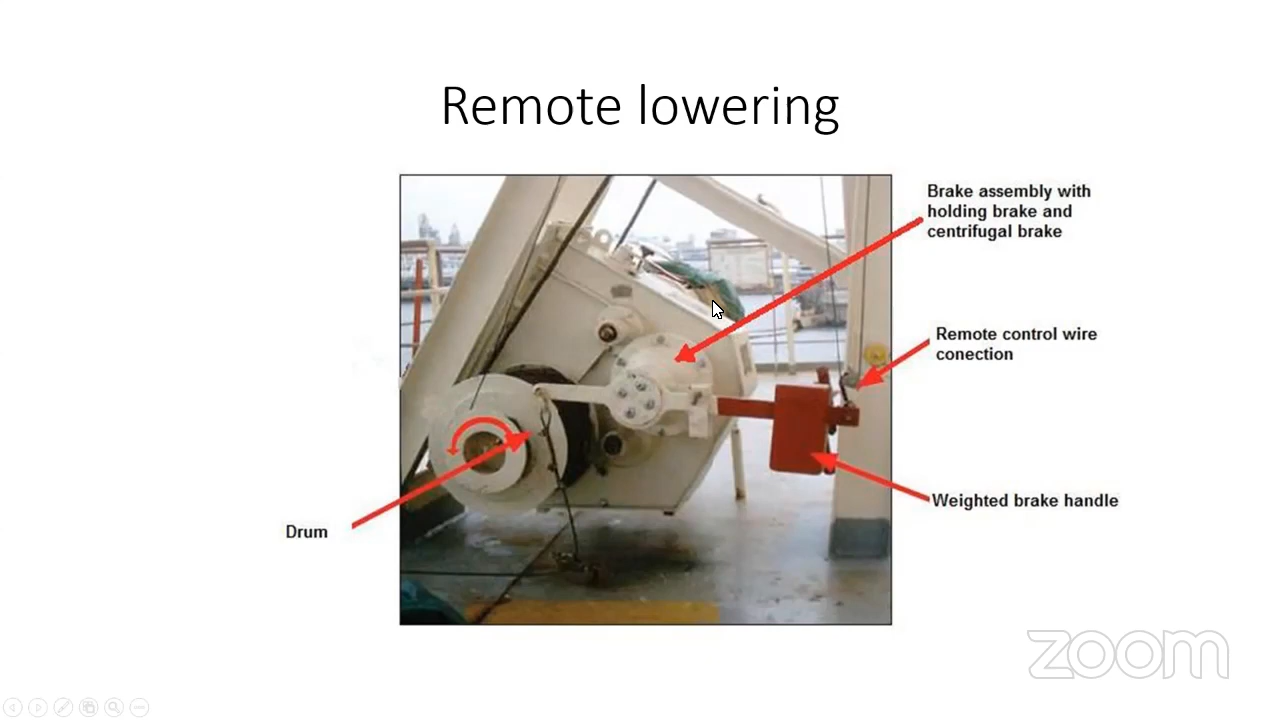 Remote lowering
Brake assembly with
holding brake and
centrifugal brake
Remote control wire
conection
Weighted brake handle
Drum
zoom